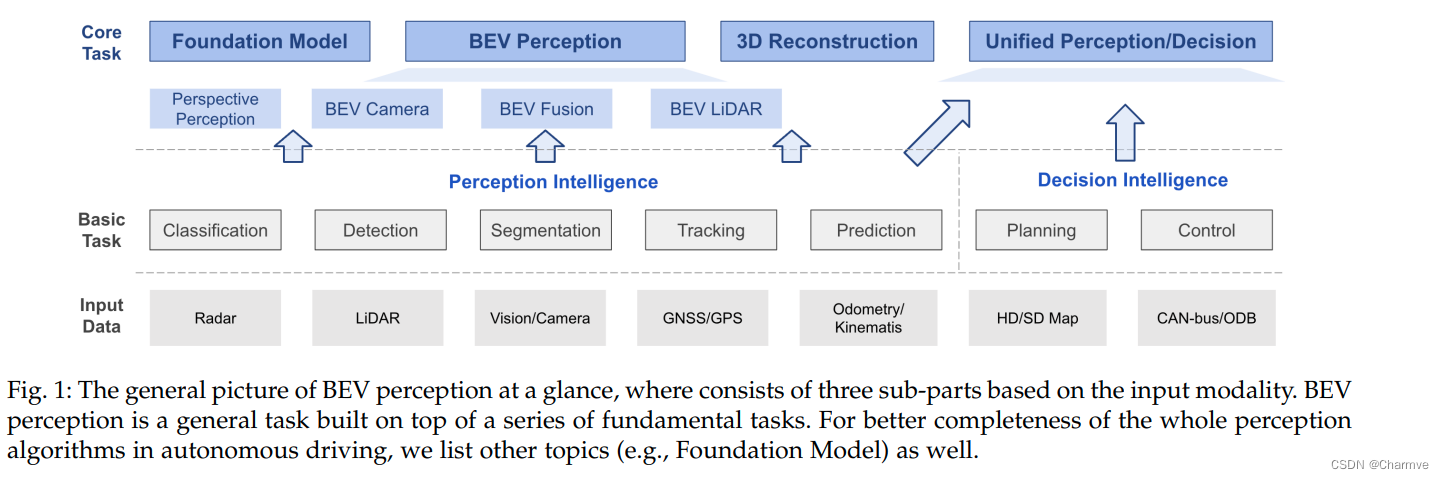 Core
Task
Foundation Model
BEV Perception
3D Reconstruction
Unified Perception/Decision
Perspective
Perception
BEV Camera
BEV Fusion
BEV LiDAR
Perception Intelligence
Decision Intelligence
Basic
Task
Classification
Detection
Segmentation
Tracking
Prediction
Planning
Control
Input
Data
Radar
LiDAR
Vision/Camera
GNSS/GPS
Odometry/
Kinematis
HD/SD Map
CAN-bus/ODB
Fig. 1: The general picture of BEV perception at a glance, where consists of three sub-parts based on the input modality. BEV
perception is a general task built on top of a series of fundamental tasks. For better completeness of the whole perception
algorithms in autonomous driving, we list other topics (e.g., Foundation Model) as well.
CSDN @Charmve